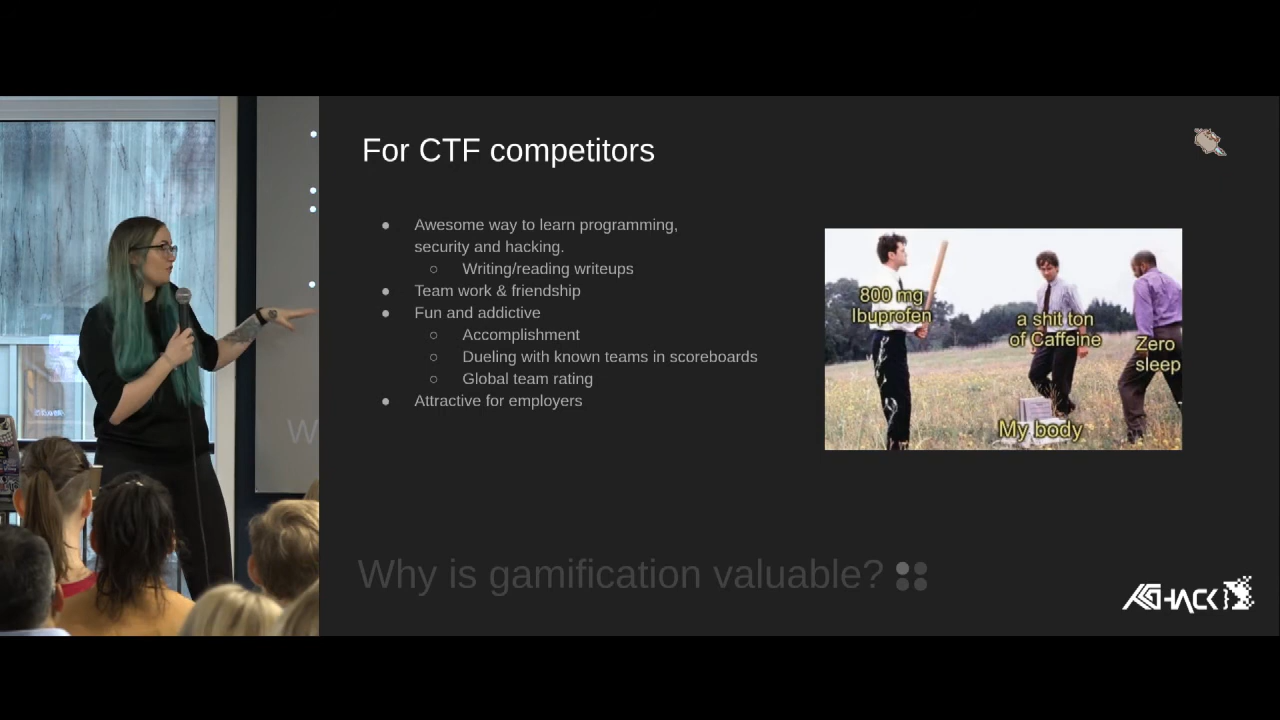 For CTF competitors
● Awesome way to learn programming,
security and hacking.
○ Writing/reading writeups
● Team work & friendship
● Fun and addictive
○ Accomplishment
○ Dueling with known teams in scoreboards
○ Global team rating
● Attractive for employers
800 mg
Ibuprofen
a shit ton
of Caffeine
Zero
sleep
My body
W
Why is gamification valuable?
HACK